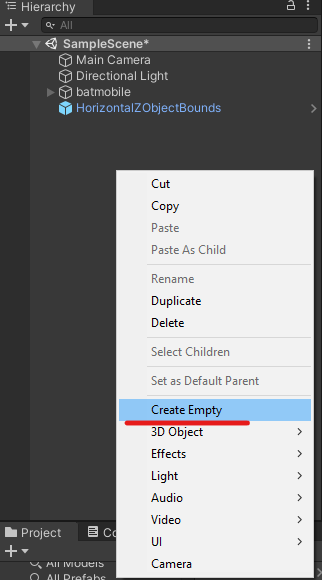 Hierarchy
All
SampleScene*
Main Camera
Directional Light
batmobile
HorizontalZObjectBounds
Cut
Copy
Paste
Paste As Child
Rename
Duplicate
Delete
Select Children
Set as Default Parent
Create Empty
3D Object
Effects
Light
Audio
Video
UI
Camera
Project
Co
All Models
All Prefabs